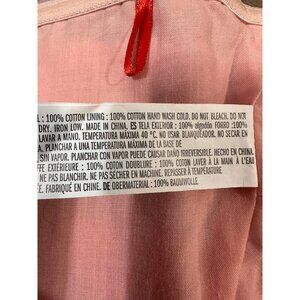 L : 100% COTTON LINING : 100% COTTON HAND WASH COLD. DO NOT BLEACH. DO NOT
DRY. IRON LOW. MADE IN CHINA. ES TELA EXTERIOR : 100% algodón FORRO :100%
LAVAR A MANO. TEMPERATURA MÁXIMA 40 °C. NO USAR BLANQUEADOR. NO SECAR EN
A. PLANCHAR A UNA TEMPERATURA MÁXIMA DE LA BASE DE
SIN VAPOR. PLANCHAR CON VAPOR PUEDE CAUSAR DAÑO IRREVERSIBLE. HECHO EN CHINA.
FFE EXTÉRIEURE : 100% COTTON DOUBLURE : 100% COTTON LAVER À LA MAIN À L'EAU
NE PAS BLANCHIR. NE PAS SÉCHER EN MACHINE. REPASSER À TEMPÉRATURE
ÉE. FABRIQUÉ EN CHINE. DE OBERMATERIAL : 100% BAUMWOLLE